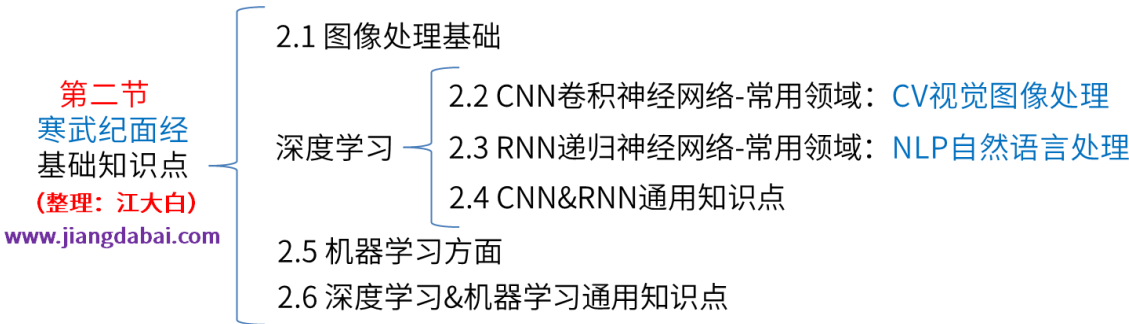 第二节
寒武纪面经
基础知识点
（整理：江大白）
www.jiangdabai.com
2.1 图像处理基础
深度学习
2.2 CNN卷积神经网络-常用领域：CV视觉图像处理
2.3 RNN递归神经网络-常用领域：NLP自然语言处理
2.4 CNN&RNN通用知识点
2.5 机器学习方面
2.6 深度学习&机器学习通用知识点